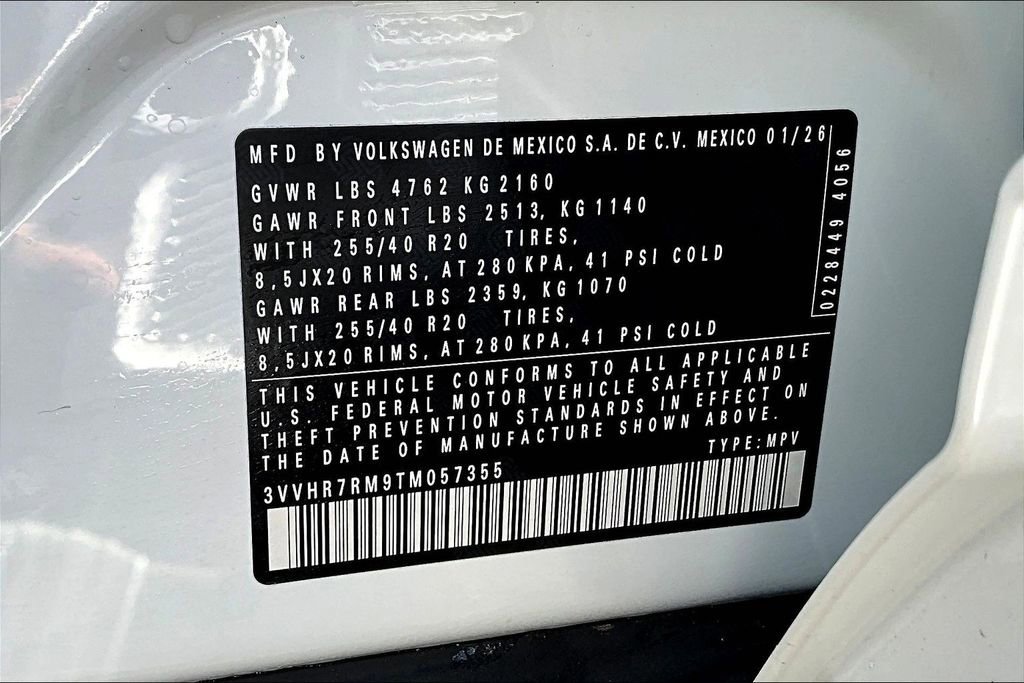 MFD BY VOLKSWAGEN DE MEXICO S.A. DE C.V. MEXICO 01/26
GVWR LBS 4762 KG 2160
GAWR FRONT LBS 2513, KG 1140
WITH 255/40 R20 TIRES,
8,5JX20 RIMS, AT 280 KPA, 41 PSI COLD
GAWR REAR LBS 2359, KG 1070
WITH 255/40 R20 TIRES,
8,5JX20 RIMS, AT 280 KPA, 41 PSI COLD
0228449 4056
THIS VEHICLE CONFORMS TO ALL APPLICABLE
U.S. FEDERAL MOTOR VEHICLE SAFETY AND
THEFT PREVENTION STANDARDS IN EFFECT ON
THE DATE OF MANUFACTURE SHOWN ABOVE.
TYPE: MPV
3VVHR7RM9TM057355